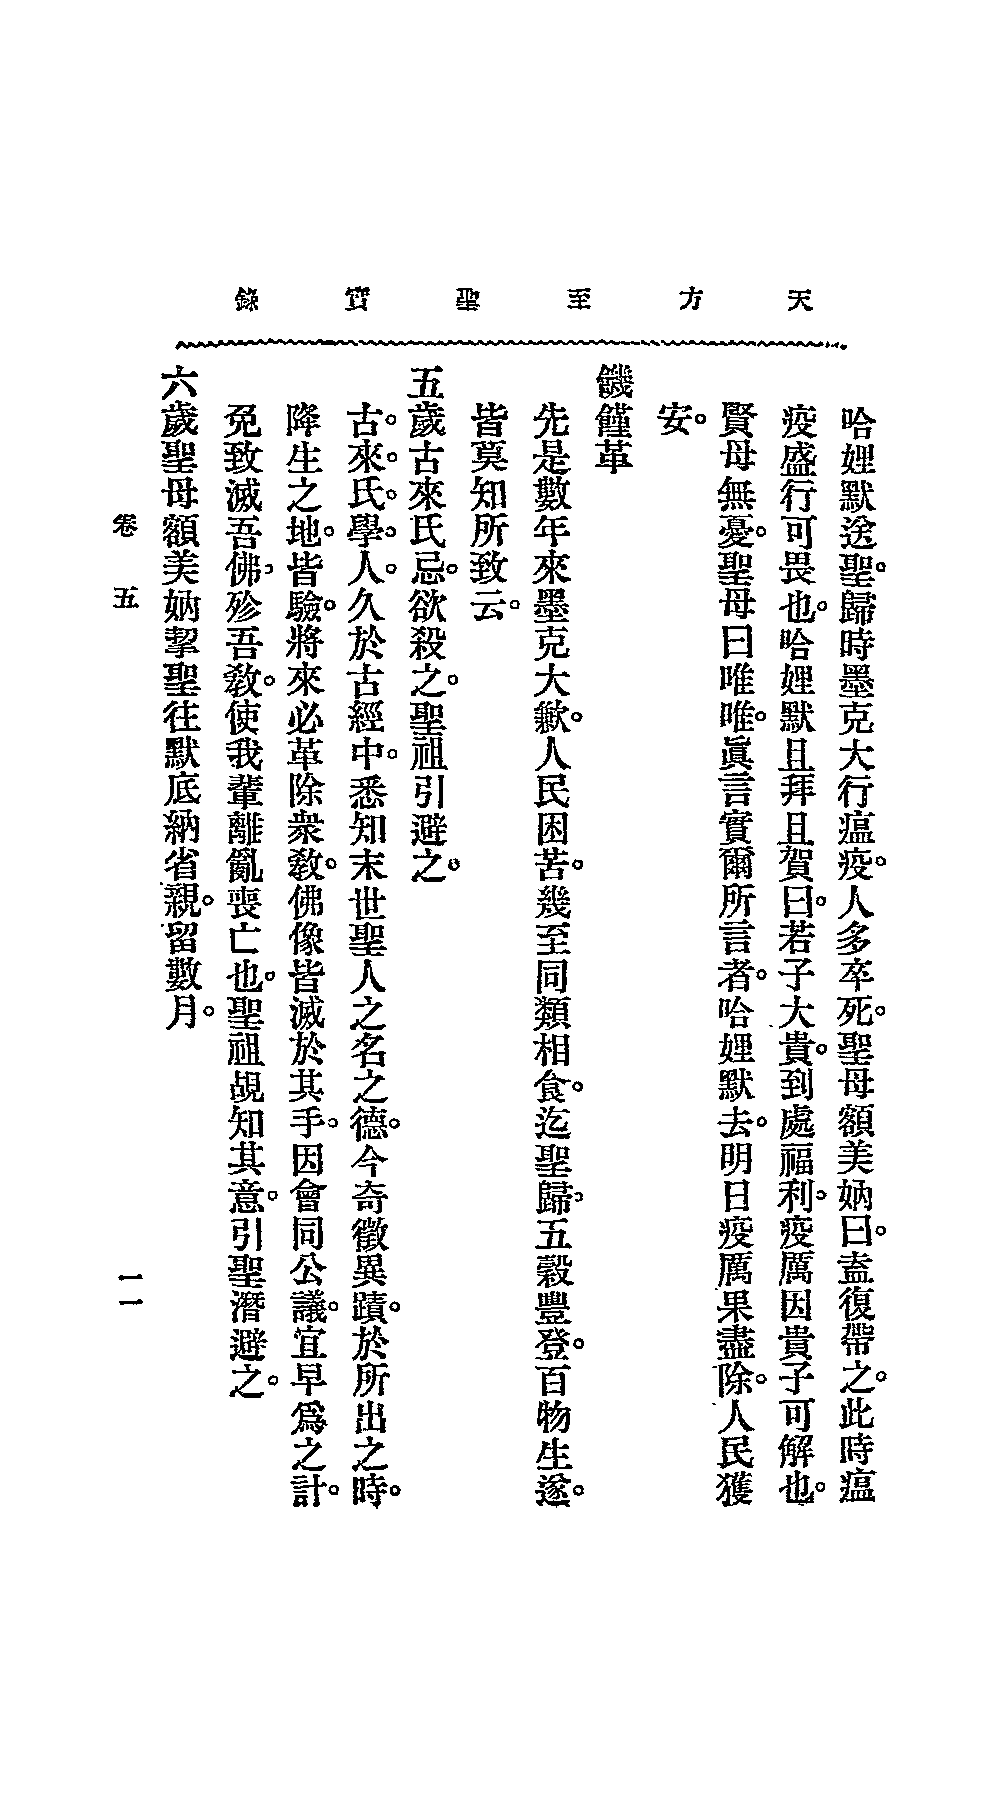 天方至聖實錄
哈娌默送聖。歸時墨克大行瘟疫。人多卒死。聖母額美妠曰。盍復帶之。此時瘟
疫盛行可畏也。哈娌默且拜且賀曰。若子大貴。到處福利。疫厲因貴子可解也。
賢母無憂。聖母曰唯唯。眞言實爾所言者。哈娌默去。明日疫厲果盡除。人民獲
安。
饑饉革
先是數年來墨克大歉。人民困苦。幾至同類相食。迄聖歸。五穀豐登。百物生遂。
皆莫知所致云。
五歲古來氏忌。欲殺之。聖祖引避之。
古。來。氏。學。人。久於古經中。悉知末世聖人之名之德。今奇徵異蹟。於所出之時。
降生之地。皆驗。將來必革除衆敎。佛像皆滅於其手。因會同公議。宜早爲之計。
免致滅吾佛。殄吾敎。使我輩離亂喪亡也。聖祖覘知其意。引聖潛避之。
六歲聖母額美妠挈聖往默底納省親。留數月。
卷五
一一